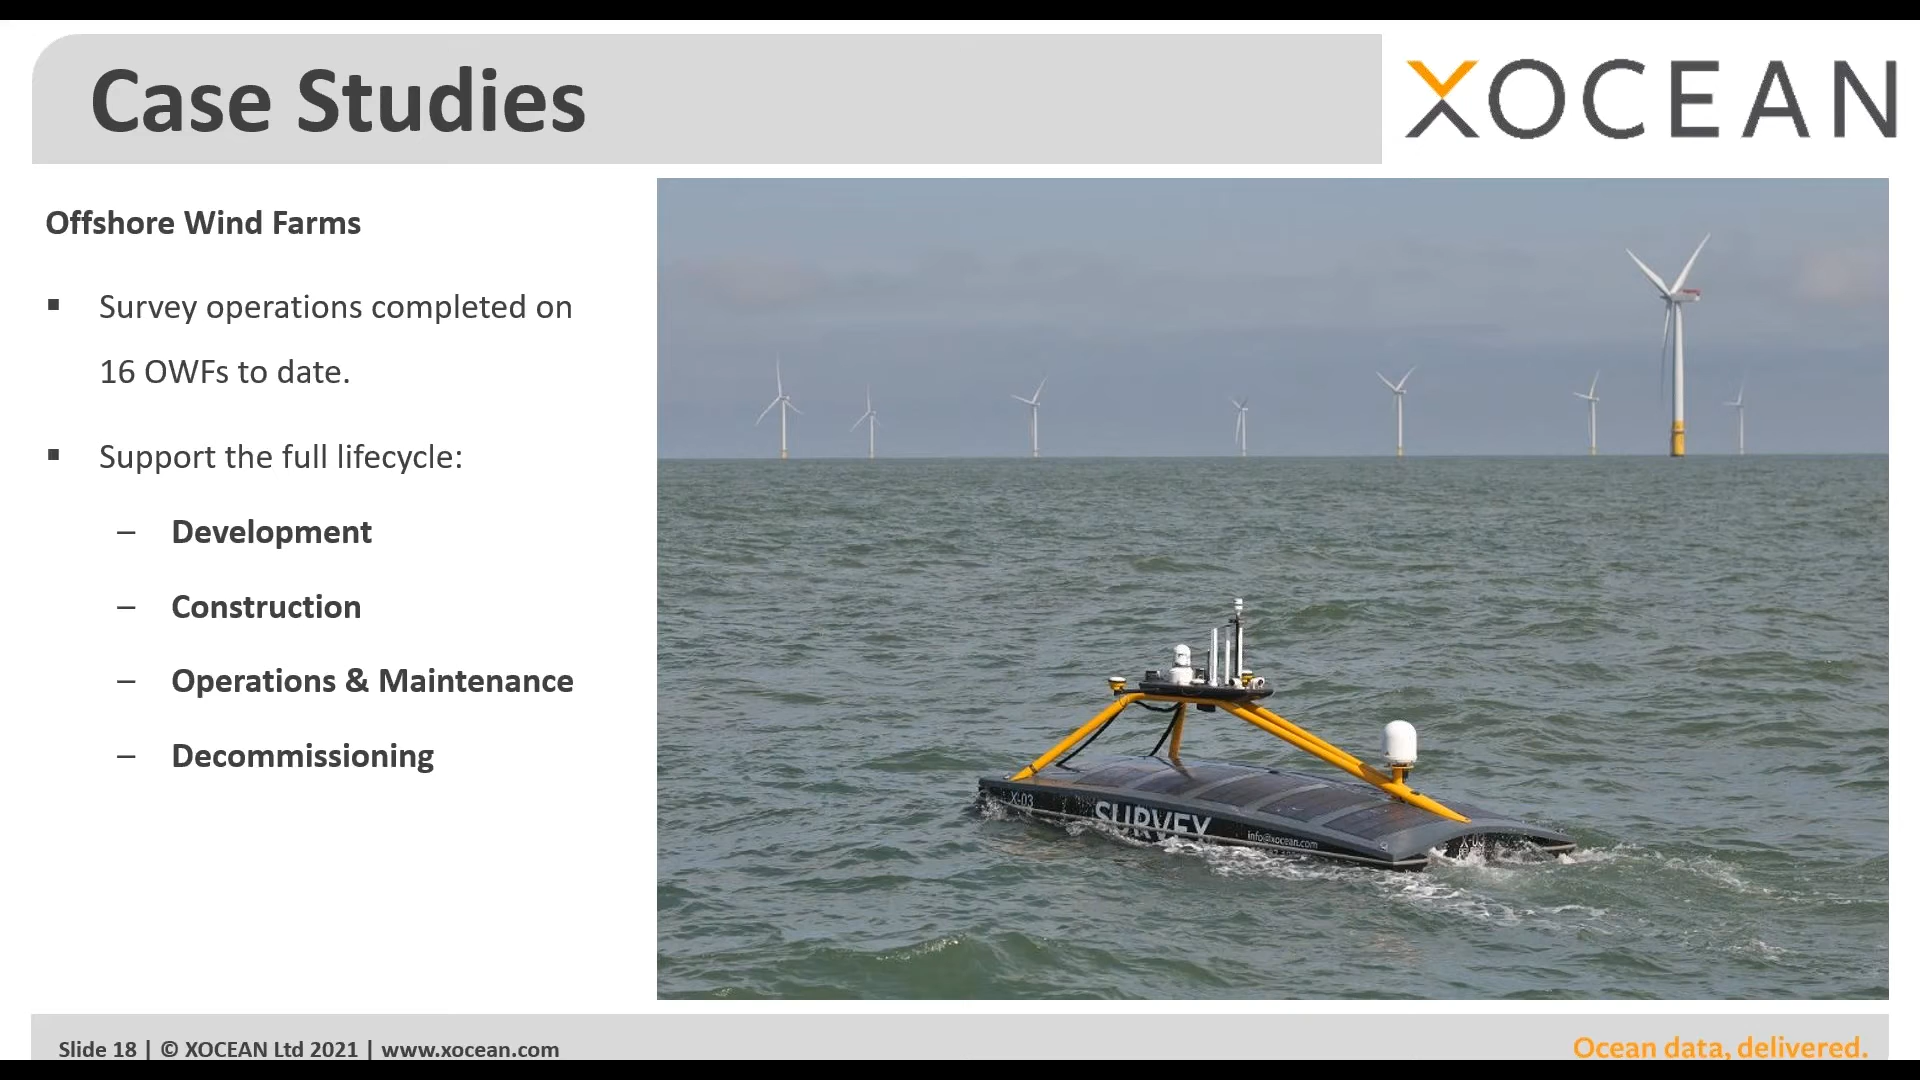 Case Studies
XOCEAN
Offshore Wind Farms
▪ Survey operations completed on
16 OWFs to date.
▪ Support the full lifecycle:
– Development
– Construction
– Operations & Maintenance
– Decommissioning
X-03
SURVEY
info@xocean.com
X-03
Slide 18 | © XOCEAN Ltd 2021 | www.xocean.com
Ocean data, delivered.